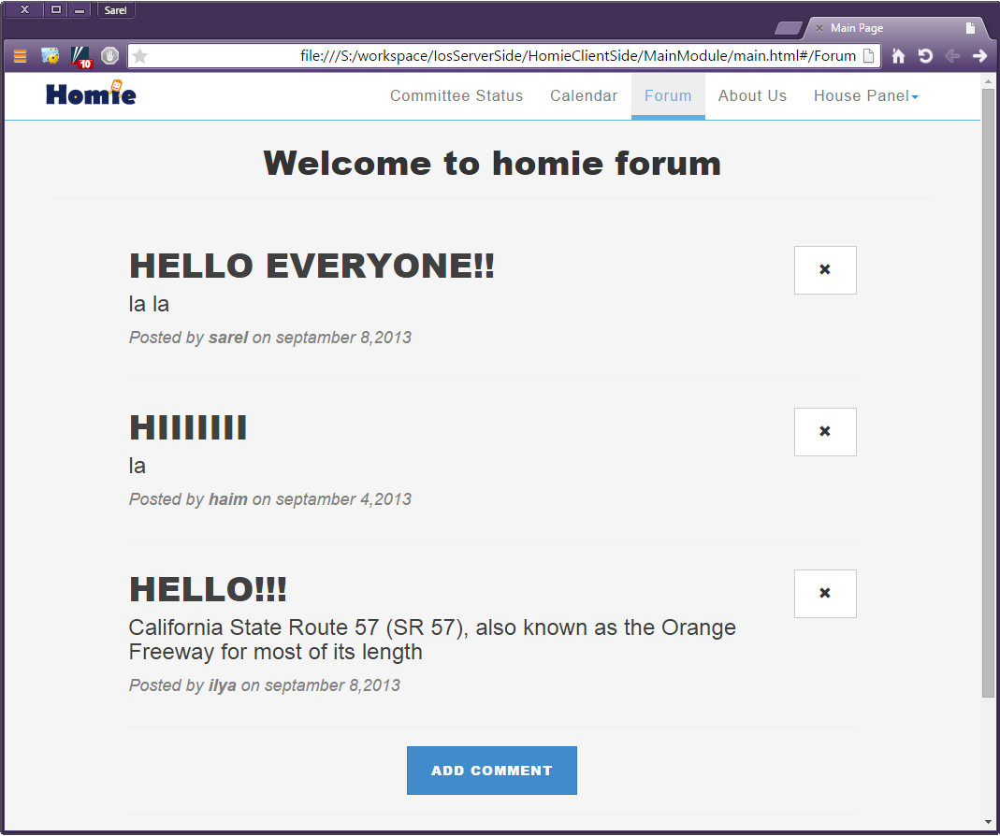 Sarel
Main Page
10
file:///S:/workspace/IosServerSide/HomieClientSide/MainModule/main.html#/Forum
Homie
Committee Status Calendar Forum About Us House Panel
Welcome to homie forum
HELLO EVERYONE!!
la la
Posted by sarel on septamber 8,2013
HIIIIIII
la
Posted by haim on septamber 4,2013
HELLO!!!
California State Route 57 (SR 57), also known as the Orange
Freeway for most of its length
Posted by ilya on septamber 8,2013
ADD COMMENT